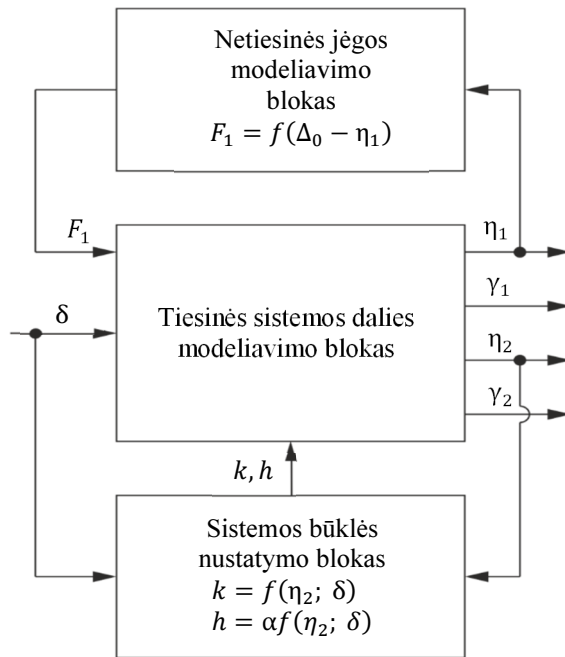 Netiesinės jėgos
modeliavimo
blokas
F₁ = f(Δ₀ − η₁)
F₁
η₁
γ₁
δ
Tiesinės sistemos dalies
modeliavimo blokas
η₂
γ₂
k, h
Sistemos būklės
nustatymo blokas
k = f(η₂; δ)
h = αf(η₂; δ)